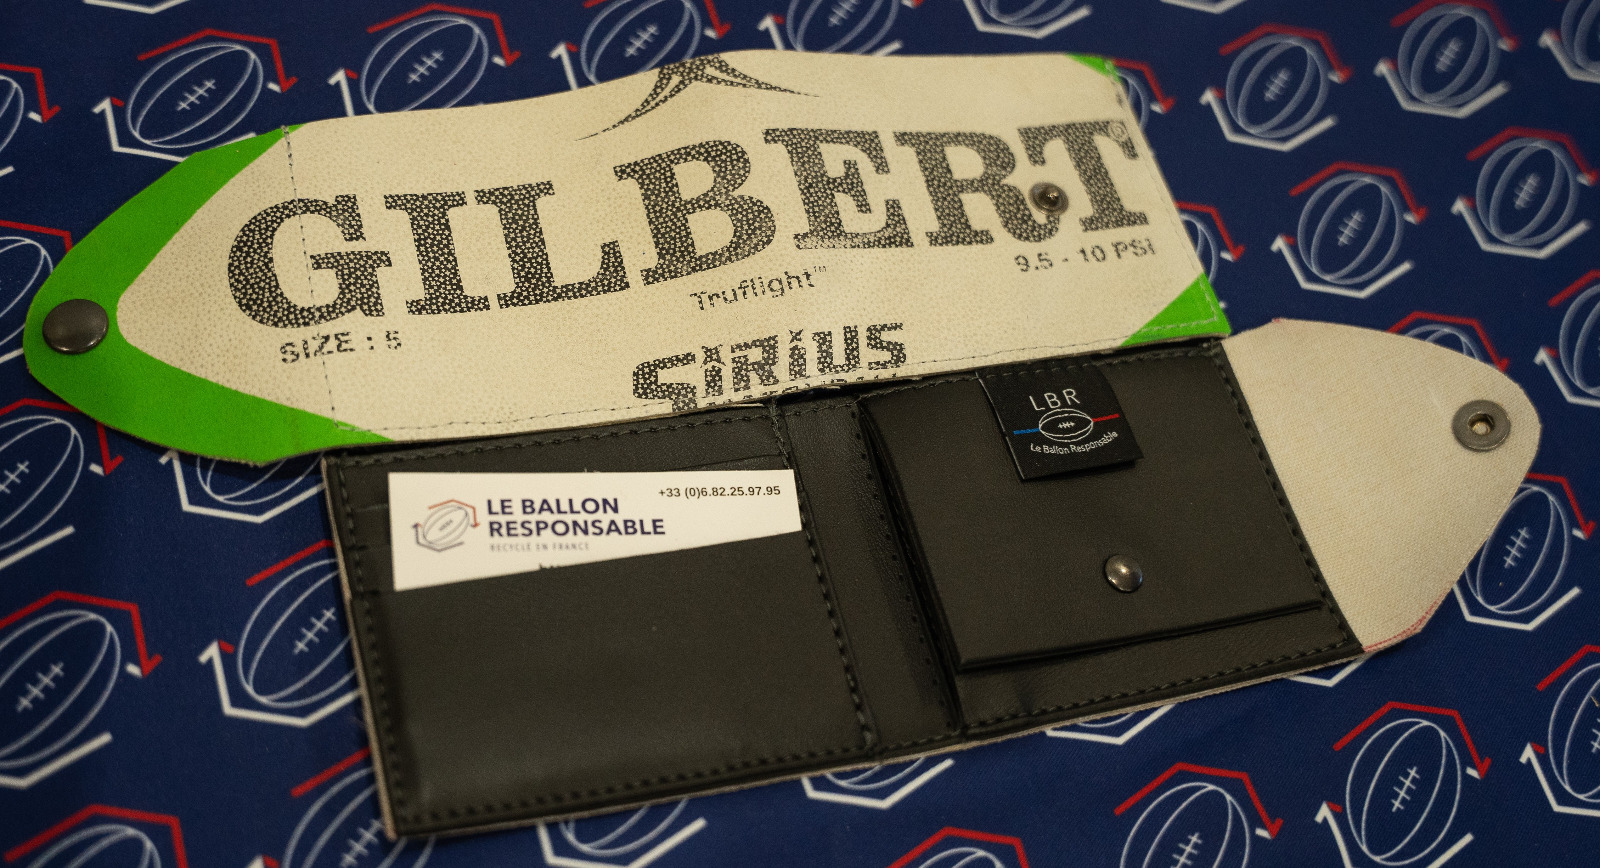 GILBERT®
9.5 - 10 PSI
Truflight™
SIZE : 5
SIRIUS
LBR
Le Ballon Responsable
+33 (0)6.82.25.97.95
LE BALLON
RESPONSABLE
RECYCLÉ EN FRANCE